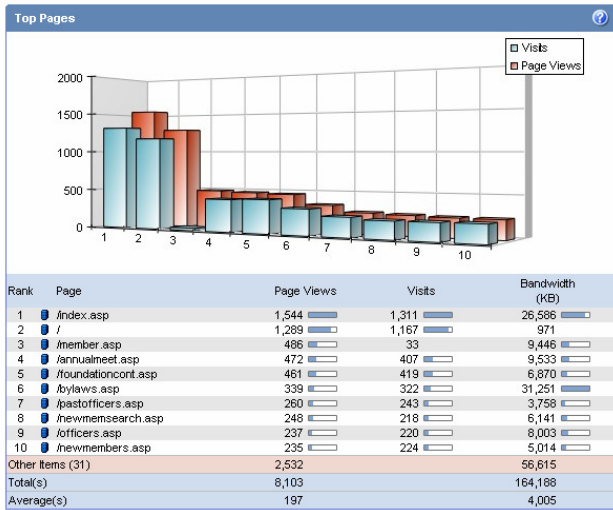 Top Pages
?
Visits
Page Views
2000
1500
1000
500
0
1 2 3 4 5 6 7 8 9 10
Rank Page Page Views Visits Bandwidth (KB)
1 /index.asp 1,544 1,311 26,586
2 / 1,289 1,167 971
3 /member.asp 486 33 9,446
4 /annualmeet.asp 472 407 9,533
5 /foundationcont.asp 461 419 6,870
6 /bylaws.asp 339 322 31,251
7 /pastofficers.asp 260 243 3,758
8 /newmemsearch.asp 248 218 6,141
9 /officers.asp 237 220 8,003
10 /newmembers.asp 235 224 5,014
Other Items (31) 2,532 56,615
Total(s) 8,103 164,188
Average(s) 197 4,005